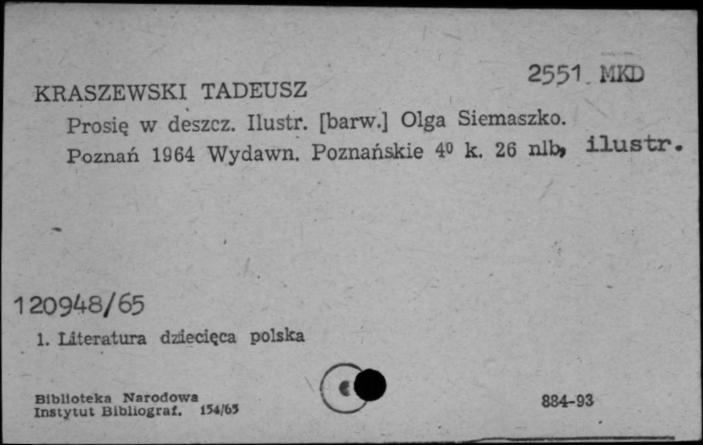 2551 MKD
KRASZEWSKI TADEUSZ
Prosię w deszcz. Ilustr. [barw.] Olga Siemaszko.
Poznań 1964 Wydawn. Poznańskie 4⁰ k. 26 nlb, ilustr.
120948/65
1. Literatura dziecięca polska
Biblioteka Narodowa
Instytut Bibliograf. 154/65
884-93